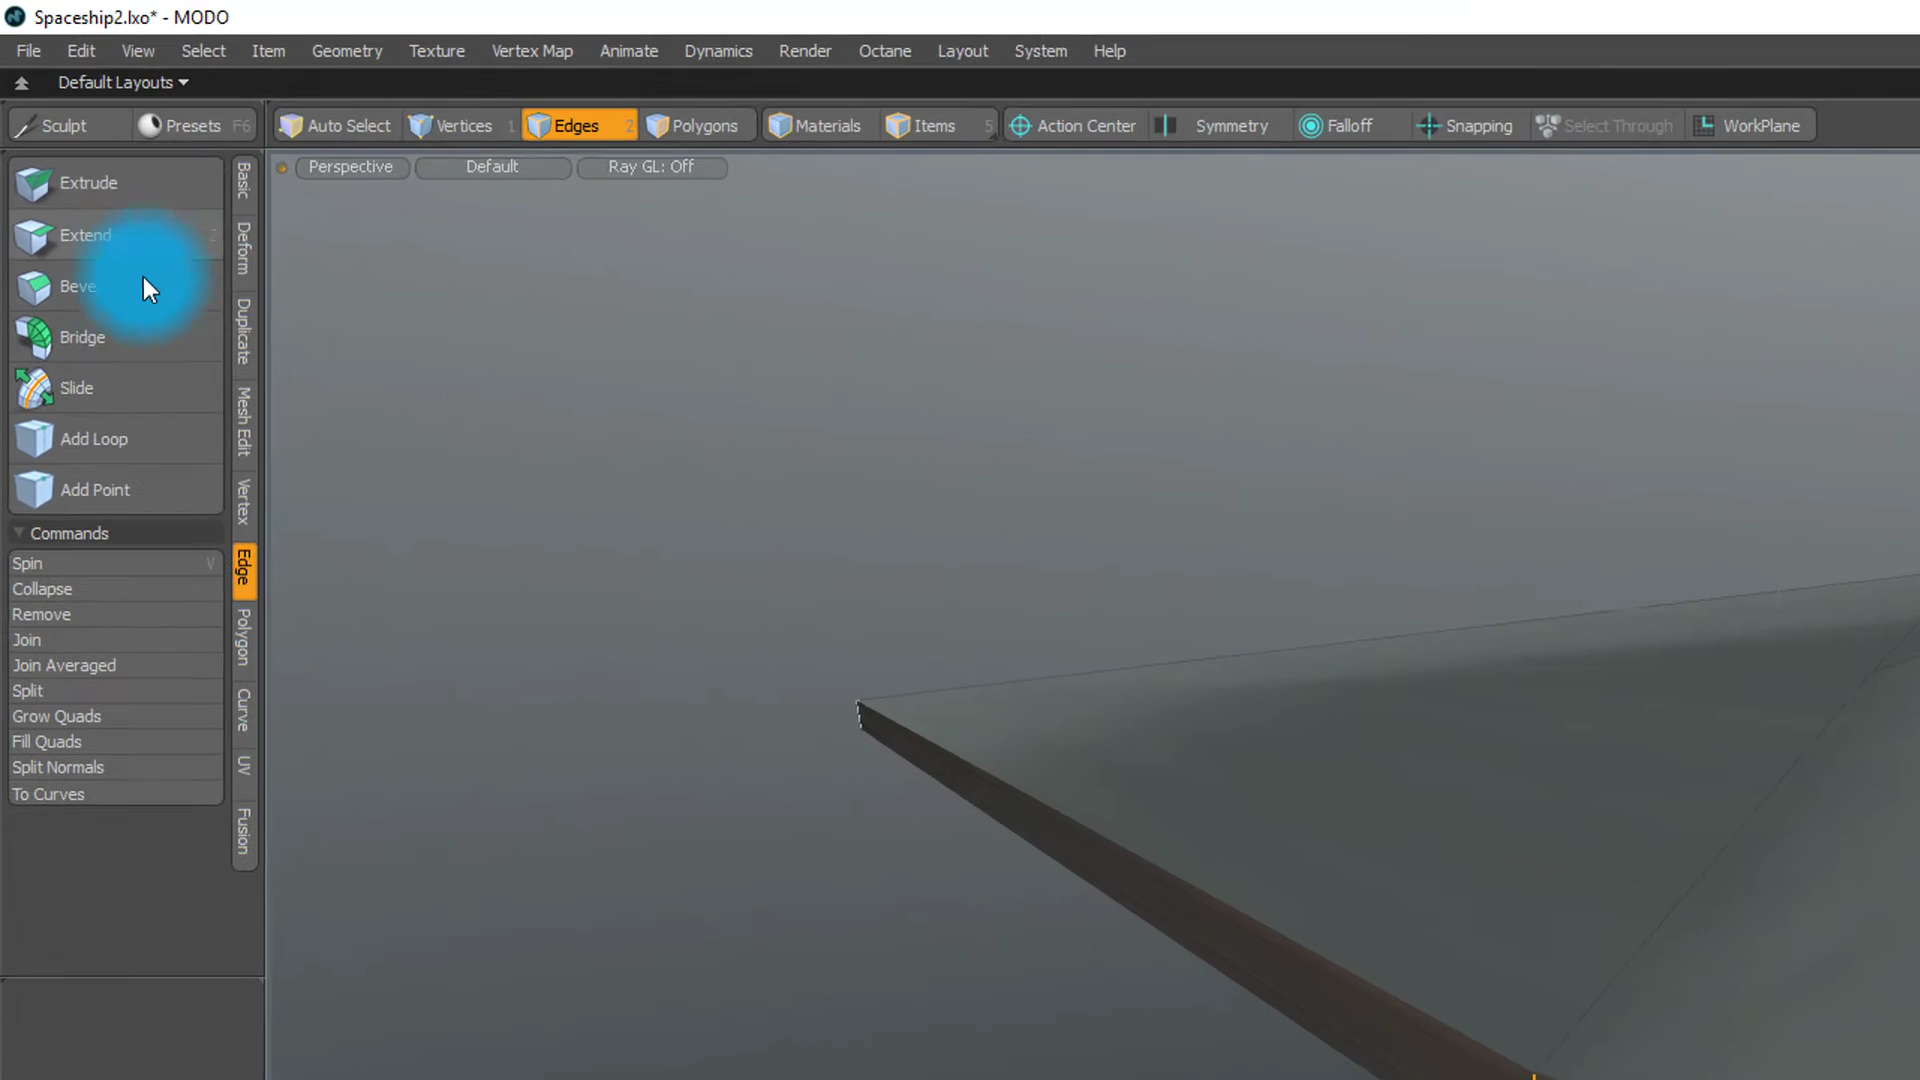 Spaceship2.lxo* - MODO
File Edit View Select Item Geometry Texture Vertex Map Animate Dynamics Render Octane Layout System Help
Default Layouts
Sculpt Presets F6 Auto Select Vertices 1 Edges 2 Polygons Materials Items 5 Action Center Symmetry Falloff Snapping Select Through WorkPlane
Perspective Default Ray GL: Off
Extrude
Extend Z
Beve
Bridge
Slide
Add Loop
Add Point
Commands
Spin V
Collapse
Remove
Join
Join Averaged
Split
Grow Quads
Fill Quads
Split Normals
To Curves
Basic
Deform
Duplicate
Mesh Edit
Vertex
Edge
Polygon
Curve
UV
Fusion